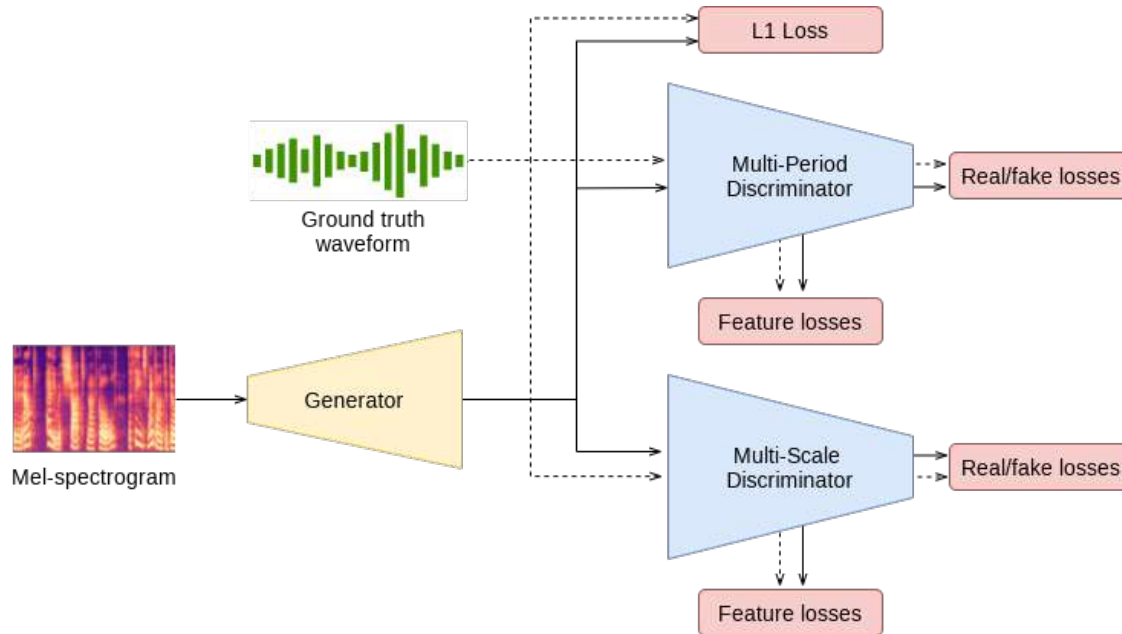 L1 Loss
Multi-Period
Discriminator
Real/fake losses
Ground truth
waveform
Feature losses
Generator
Mel-spectrogram
Multi-Scale
Discriminator
Real/fake losses
Feature losses